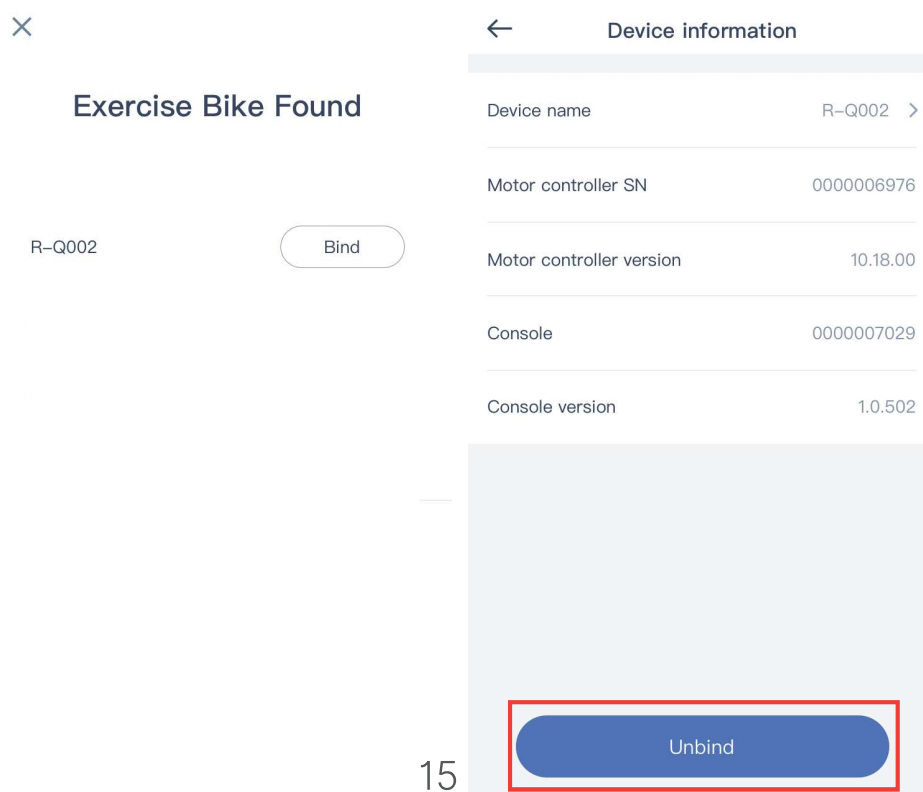 Exercise Bike Found
R-Q002
Bind
Device information
Device name
R-Q002
Motor controller SN
0000006976
Motor controller version
10.18.00
Console
0000007029
Console version
1.0.502
Unbind
15